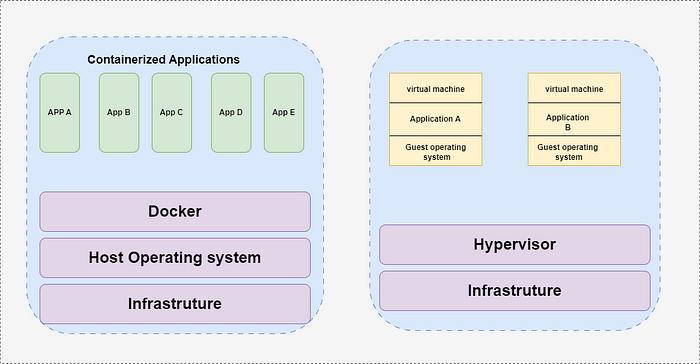 Containerized Applications
APP A
App B
App C
App D
App E
Docker
Host Operating system
Infrastruture
virtual machine
Application A
Guest operating
system
virtual machine
Application
B
Guest operating
system
Hypervisor
Infrastruture